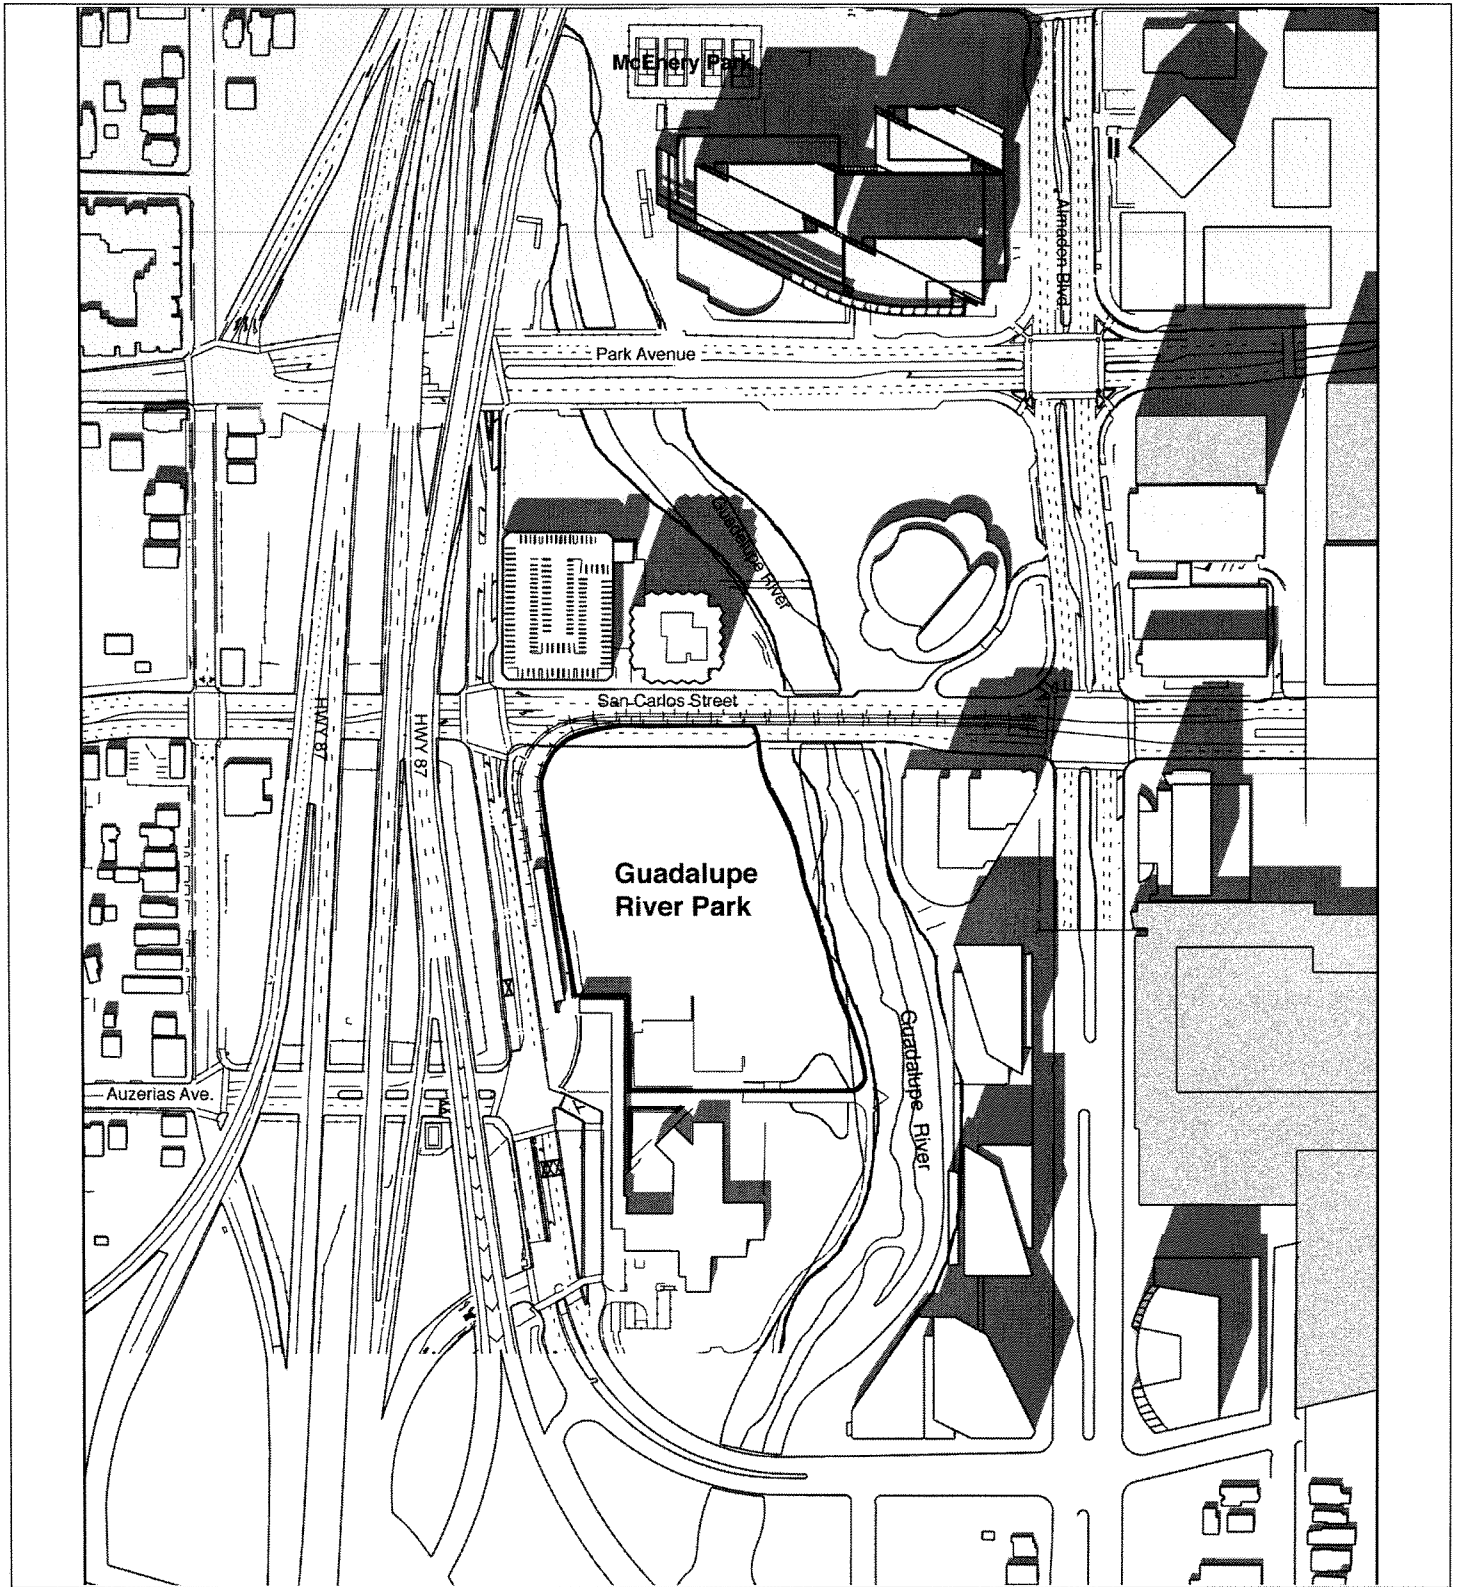 McEnery Park
Almaden Blvd
Park Avenue
Guadalupe River
San Carlos Street
HWY 87
HWY 87
Guadalupe
River Park
Guadalupe River
Auzerias Ave.